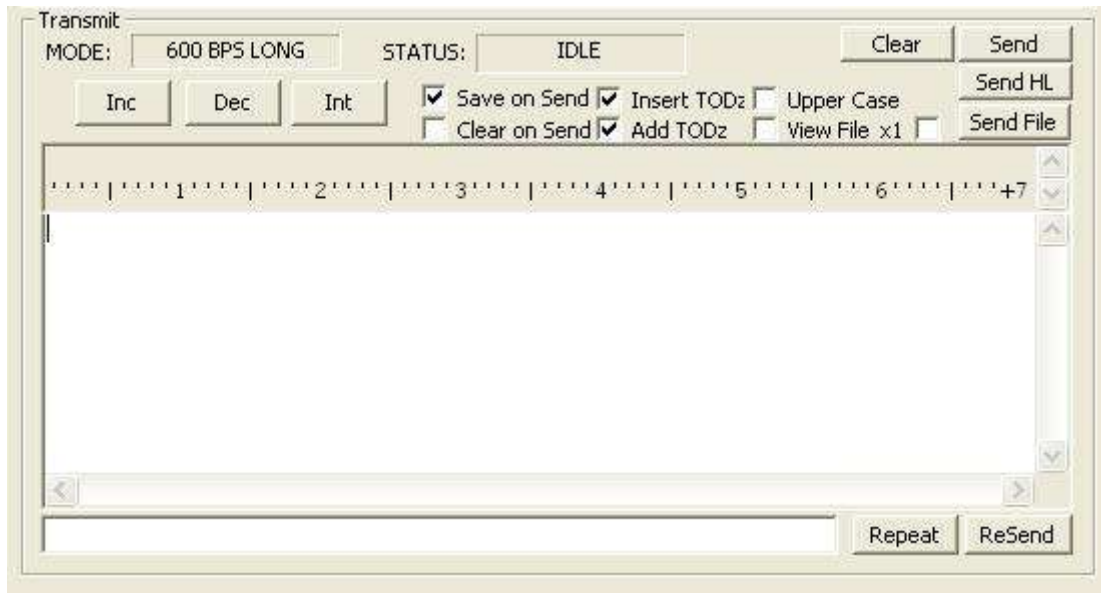 Transmit
MODE: 600 BPS LONG STATUS: IDLE Clear Send
Send HL
Inc Dec Int Save on Send Insert TODz Upper Case
Clear on Send Add TODz View File x1 Send File
1 2 3 4 5 6 +7
Repeat ReSend